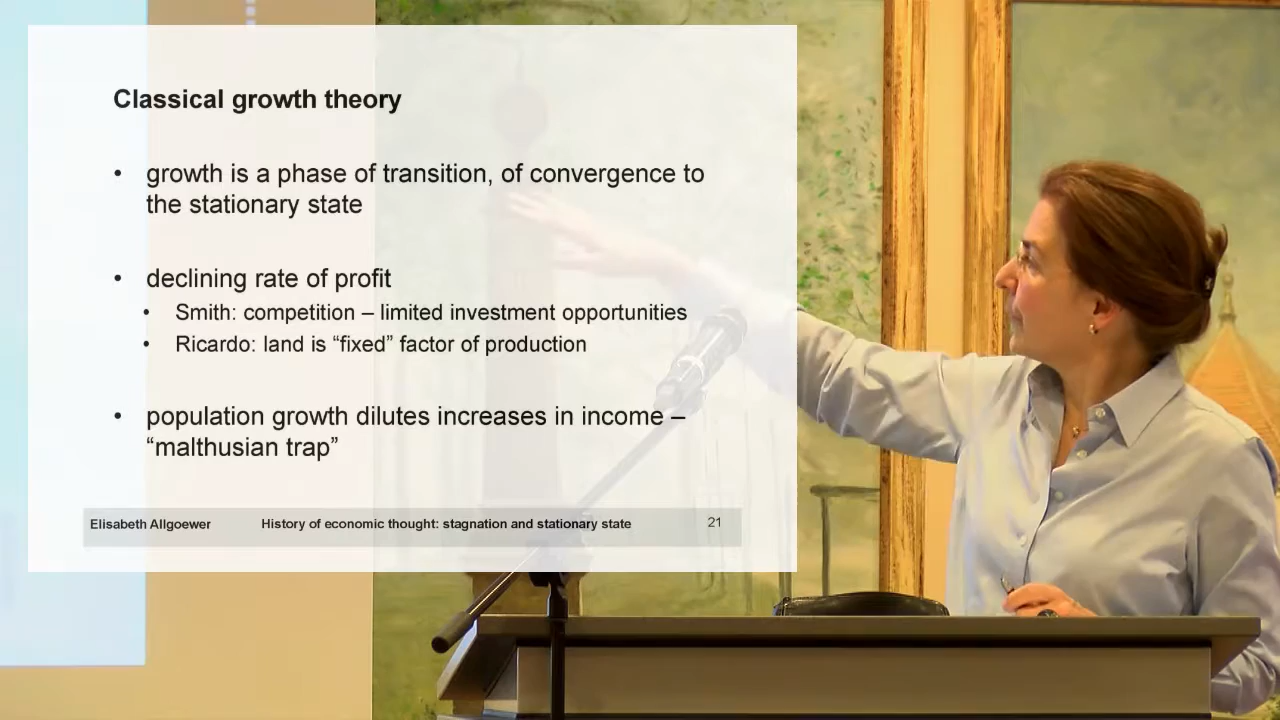 Classical growth theory
• growth is a phase of transition, of convergence to
the stationary state
• declining rate of profit
• Smith: competition – limited investment opportunities
• Ricardo: land is “fixed” factor of production
• population growth dilutes increases in income –
“malthusian trap”
Elisabeth Allgoewer History of economic thought: stagnation and stationary state 21